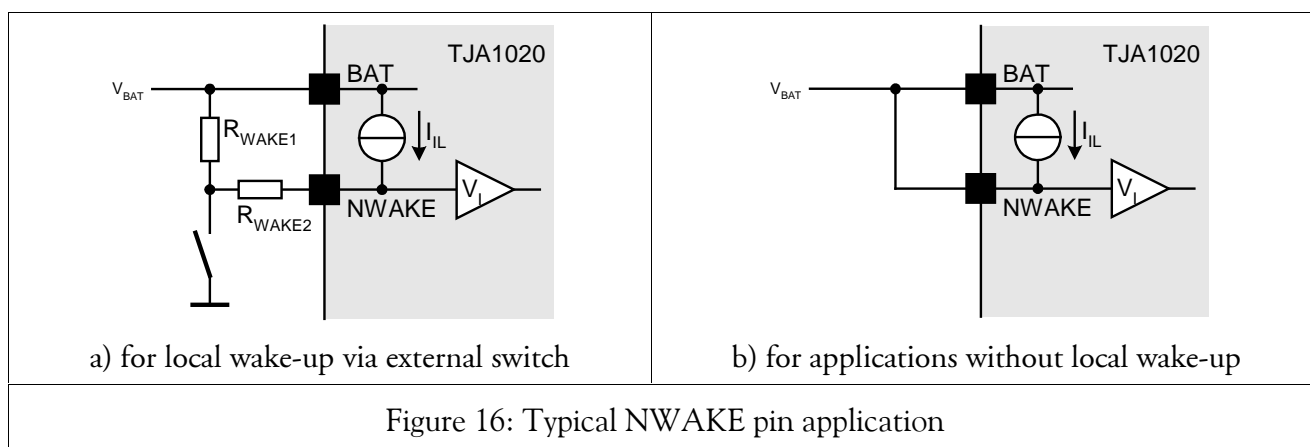 TJA1020
BAT
V_BAT
R_WAKE1
I_IL
V_I
NWAKE
R_WAKE2
a) for local wake-up via external switch
TJA1020
BAT
V_BAT
I_IL
V_I
NWAKE
b) for applications without local wake-up
Figure 16: Typical NWAKE pin application